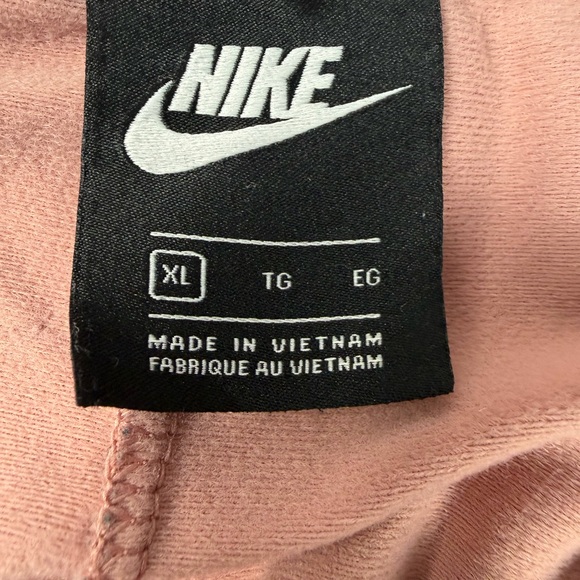 NIKE
XL TG EG
MADE IN VIETNAM
FABRIQUE AU VIETNAM